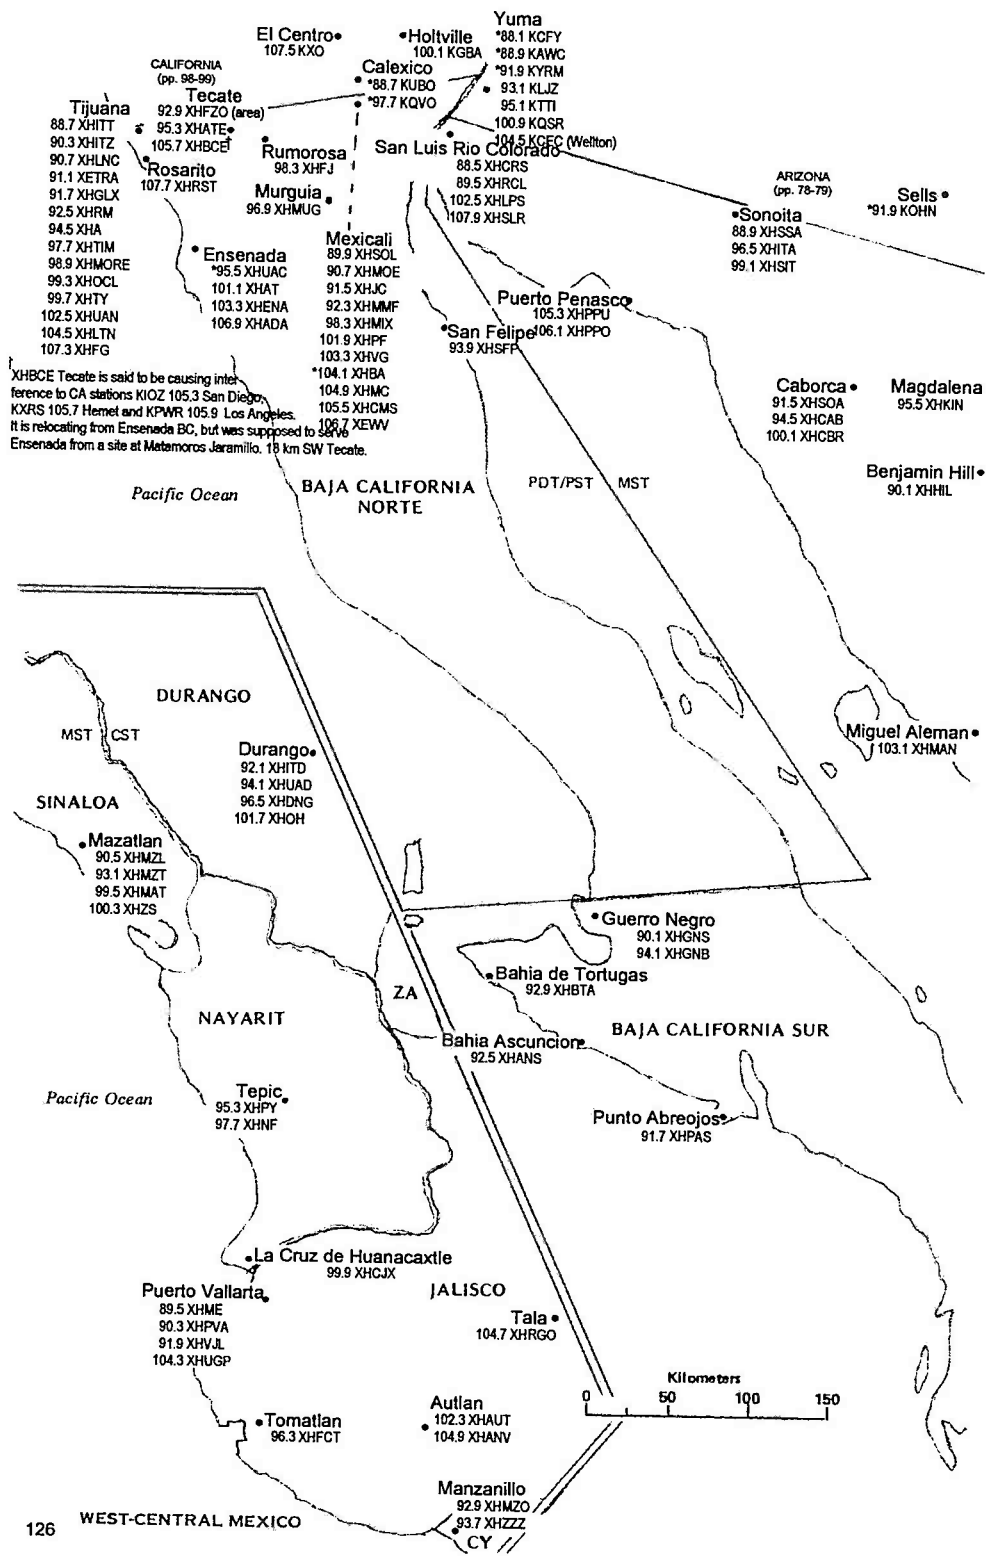 Yuma
*88.1 KCFY
*88.9 KAWC
*91.9 KYRM
93.1 KLJZ
95.1 KTTI
100.9 KQSR
104.5 KCEC (Wellton)
El Centro
107.5 KXO
Holtville
100.1 KGBA
Calexico
*88.7 KUBO
*97.7 KQVO
CALIFORNIA
(pp. 98-99)
Tecate
92.9 XHFZO (area)
95.3 XHATE
105.7 XHBCE
Tijuana
88.7 XHITT
90.3 XHITZ
90.7 XHLNC
91.1 XETRA
91.7 XHGLX
92.5 XHRM
94.5 XHA
97.7 XHTIM
98.9 XHMORE
99.3 XHOCL
99.7 XHTY
102.5 XHUAN
104.5 XHLTN
107.3 XHFG
Rosarito
107.7 XHRST
Rumorosa
98.3 XHFJ
Murguia
96.9 XHMUG
San Luis Rio Colorado
88.5 XHCRS
89.5 XHRCL
102.5 XHLPS
107.9 XHSLR
ARIZONA
(pp. 78-79)
Sells
*91.9 KOHN
Sonoita
88.9 XHSSA
96.5 XHITA
99.1 XHSIT
Ensenada
*95.5 XHUAC
101.1 XHAT
103.3 XHENA
106.9 XHADA
Mexicali
89.9 XHSOL
90.7 XHMOE
91.5 XHJC
92.3 XHMMF
98.3 XHMIX
101.9 XHPF
103.3 XHVG
*104.1 XHBA
104.9 XHMC
105.5 XHCMS
106.7 XEWV
Puerto Penasco
105.3 XHPPU
106.1 XHPPO
San Felipe
93.9 XHSFP
XHBCE Tecate is said to be causing inter
ference to CA stations KIOZ 105.3 San Diego,
KXRS 105.7 Hemet and KPWR 105.9 Los Angeles.
It is relocating from Ensenada BC, but was supposed to serve
Ensenada from a site at Matamoros Jaramillo, 18 km SW Tecate.
Caborca
91.5 XHSOA
94.5 XHCAB
100.1 XHCBR
Magdalena
95.5 XHKIN
Benjamin Hill
90.1 XHHIL
Pacific Ocean
BAJA CALIFORNIA
NORTE
PDT/PST
MST
DURANGO
MST
CST
Durango
92.1 XHITD
94.1 XHUAD
96.5 XHDNG
101.7 XHOH
Miguel Aleman
103.1 XHMAN
SINALOA
Mazatlan
90.5 XHMZL
93.1 XHMZT
99.5 XHMAT
100.3 XHZS
Guerro Negro
90.1 XHGNS
94.1 XHGNB
Bahia de Tortugas
92.9 XHBTA
ZA
NAYARIT
BAJA CALIFORNIA SUR
Bahia Ascuncion
92.5 XHANS
Pacific Ocean
Tepic
95.3 XHPY
97.7 XHNF
Punto Abreojos
91.7 XHPAS
La Cruz de Huanacaxtle
99.9 XHCJX
JALISCO
Puerto Vallarta
89.5 XHME
90.3 XHPVA
91.9 XHVJL
104.3 XHUGP
Tala
104.7 XHRGO
Kilometers
0 50 100 150
Autlan
102.3 XHAUT
104.9 XHANV
Tomatlan
96.3 XHFCT
Manzanillo
92.9 XHMZO
93.7 XHZZZ
CY
126 WEST-CENTRAL MEXICO